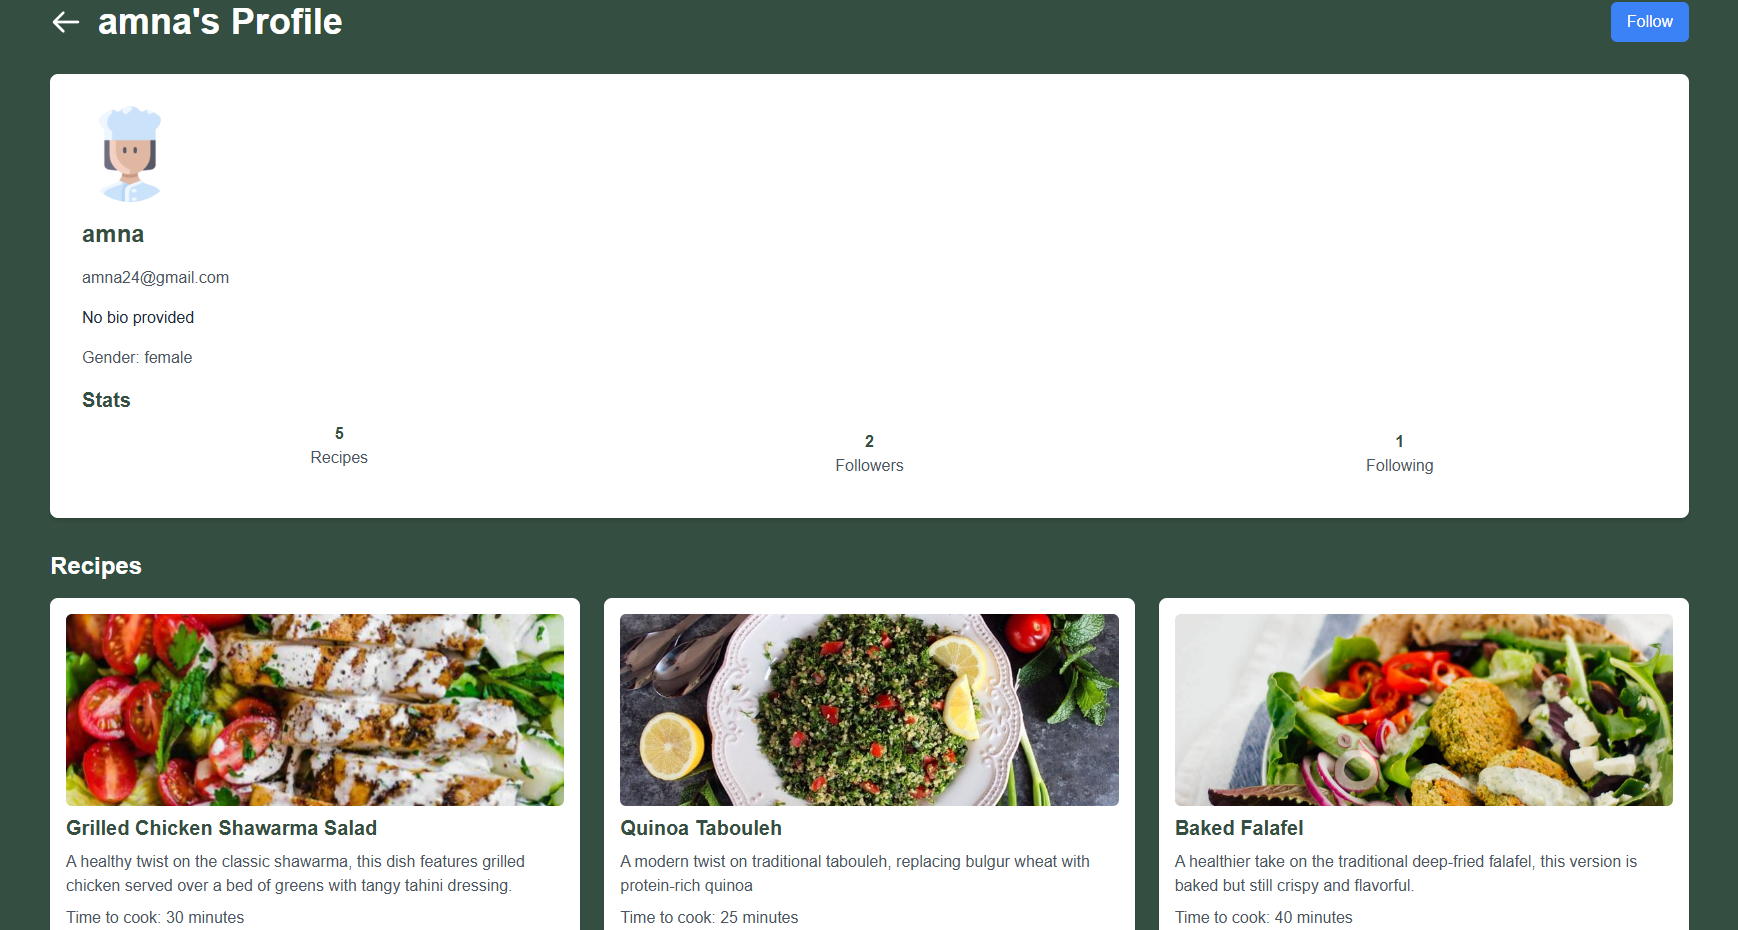 amna's Profile
Follow
amna
amna24@gmail.com
No bio provided
Gender: female
Stats
5
Recipes
2
Followers
1
Following
Recipes
Grilled Chicken Shawarma Salad
A healthy twist on the classic shawarma, this dish features grilled
chicken served over a bed of greens with tangy tahini dressing.
Time to cook: 30 minutes
Quinoa Tabouleh
A modern twist on traditional tabouleh, replacing bulgur wheat with
protein-rich quinoa
Time to cook: 25 minutes
Baked Falafel
A healthier take on the traditional deep-fried falafel, this version is
baked but still crispy and flavorful.
Time to cook: 40 minutes